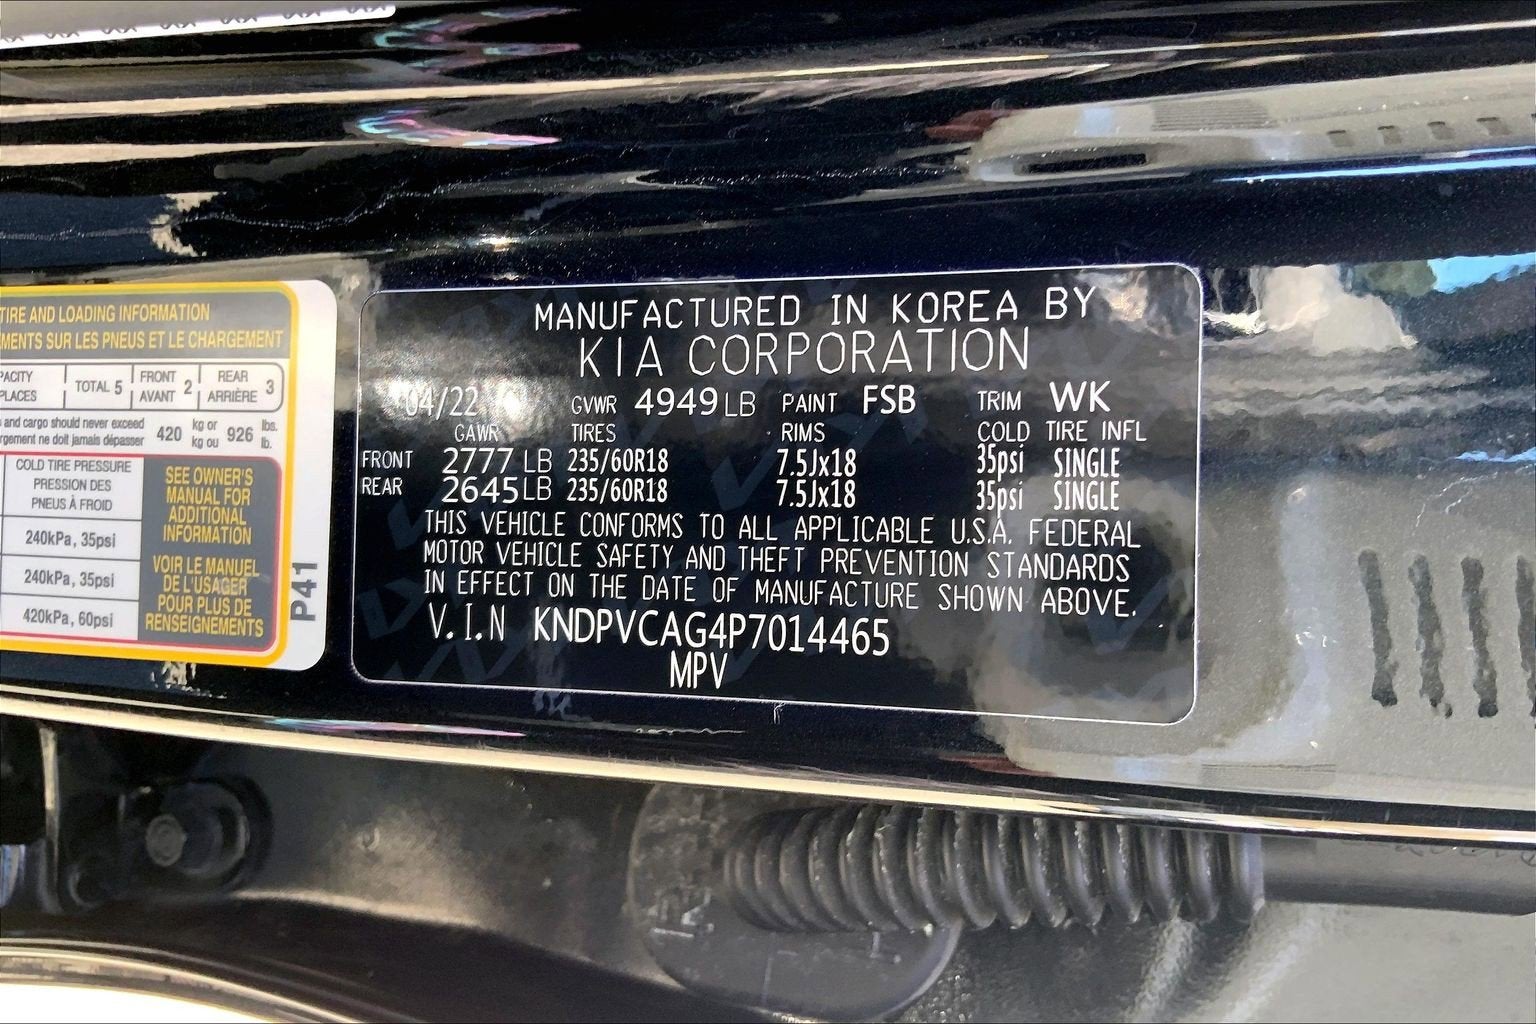 TIRE AND LOADING INFORMATION
MENTS SUR LES PNEUS ET LE CHARGEMENT
PACITY
PLACES
TOTAL 5
FRONT
AVANT
2
REAR
ARRIÈRE
3
and cargo should never exceed
rgement ne doit jamais dépasser
420
kg or
kg ou
926
lbs.
lb.
COLD TIRE PRESSURE
PRESSION DES
PNEUS À FROID
240kPa, 35psi
240kPa, 35psi
420kPa, 60psi
SEE OWNER'S
MANUAL FOR
ADDITIONAL
INFORMATION
VOIR LE MANUEL
DE L'USAGER
POUR PLUS DE
RENSEIGNEMENTS
P41
MANUFACTURED IN KOREA BY
KIA CORPORATION
04/22 GVWR 4949 LB PAINT FSB TRIM WK
GAWR TIRES RIMS COLD TIRE INFL
FRONT 2777 LB 235/60R18 7.5Jx18 35psi SINGLE
REAR 2645 LB 235/60R18 7.5Jx18 35psi SINGLE
THIS VEHICLE CONFORMS TO ALL APPLICABLE U.S.A. FEDERAL
MOTOR VEHICLE SAFETY AND THEFT PREVENTION STANDARDS
IN EFFECT ON THE DATE OF MANUFACTURE SHOWN ABOVE.
V.I.N KNDPVCAG4P7014465
MPV